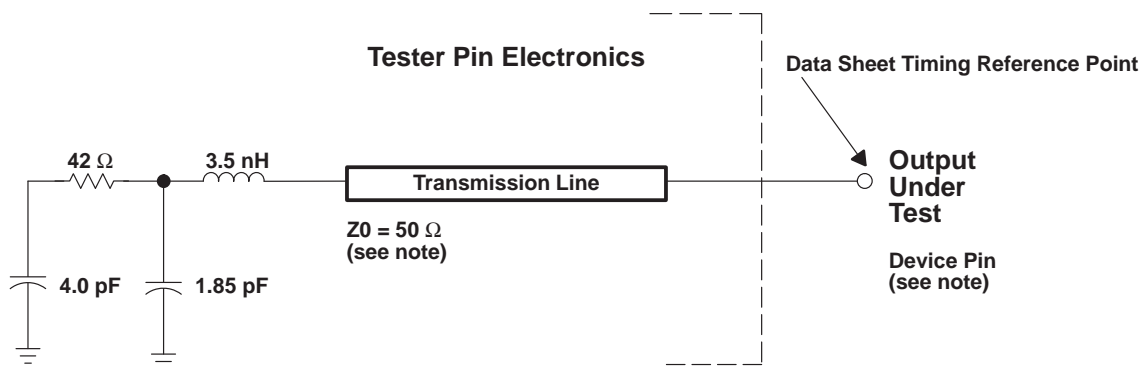 Tester Pin Electronics
Data Sheet Timing Reference Point
42 Ω
3.5 nH
Transmission Line
Output
Under
Test
Z0 = 50 Ω
(see note)
Device Pin
(see note)
4.0 pF
1.85 pF